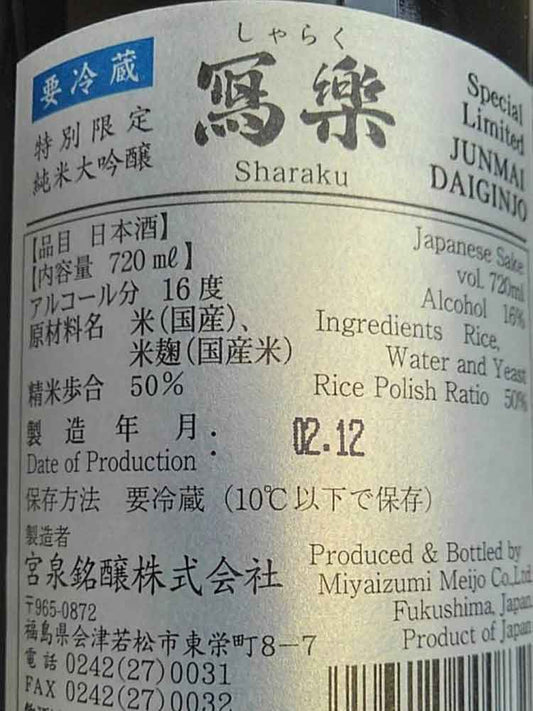 しゃらく
寫樂
Sharaku
要冷蔵
特別限定
純米大吟醸
Special
Limited
JUNMAI
DAIGINJO
【品目 日本酒】
【内容量 720㎖】
アルコール分 16度
原材料名 米(国産)、
米麹(国産米)
精米歩合 50%
Japanese Sake
vol. 720ml
Alcohol 16%
Ingredients Rice,
Water and Yeast
Rice Polish Ratio 50%
製造年月: 02.12
Date of Production:
保存方法 要冷蔵(10℃以下で保存)
製造者
宮泉銘醸株式会社
〒965-0872
福島県会津若松市東栄町8-7
電話 0242(27)0031
FAX 0242(27)0032
Produced & Bottled by
Miyaizumi Meijo Co.,Ltd
Fukushima, Japan
Product of Japan